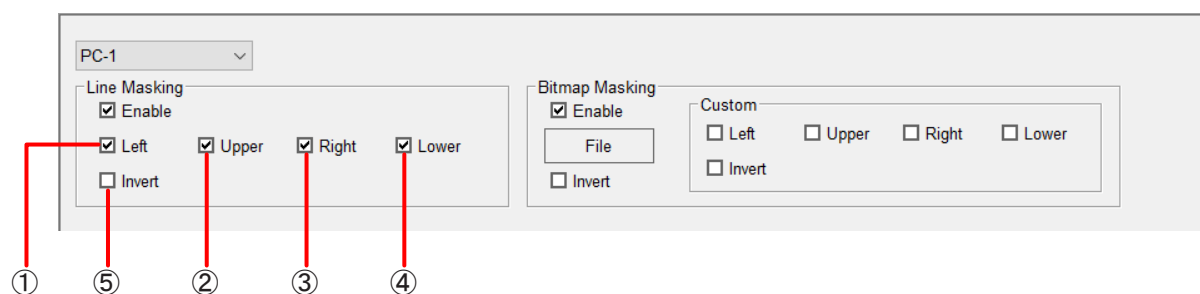 PC-1
Line Masking
Enable
Left Upper Right Lower
Invert
Bitmap Masking
Enable
File
Invert
Custom
Left Upper Right Lower
Invert
① ⑤ ② ③ ④